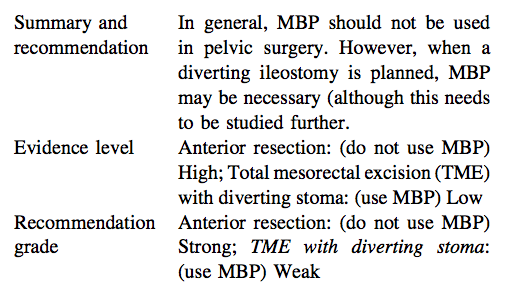 Summary and recommendation
In general, MBP should not be used
in pelvic surgery. However, when a
diverting ileostomy is planned, MBP
may be necessary (although this needs
to be studied further.
Evidence level
Anterior resection: (do not use MBP)
High; Total mesorectal excision (TME)
with diverting stoma: (use MBP) Low
Recommendation grade
Anterior resection: (do not use MBP)
Strong; TME with diverting stoma:
(use MBP) Weak